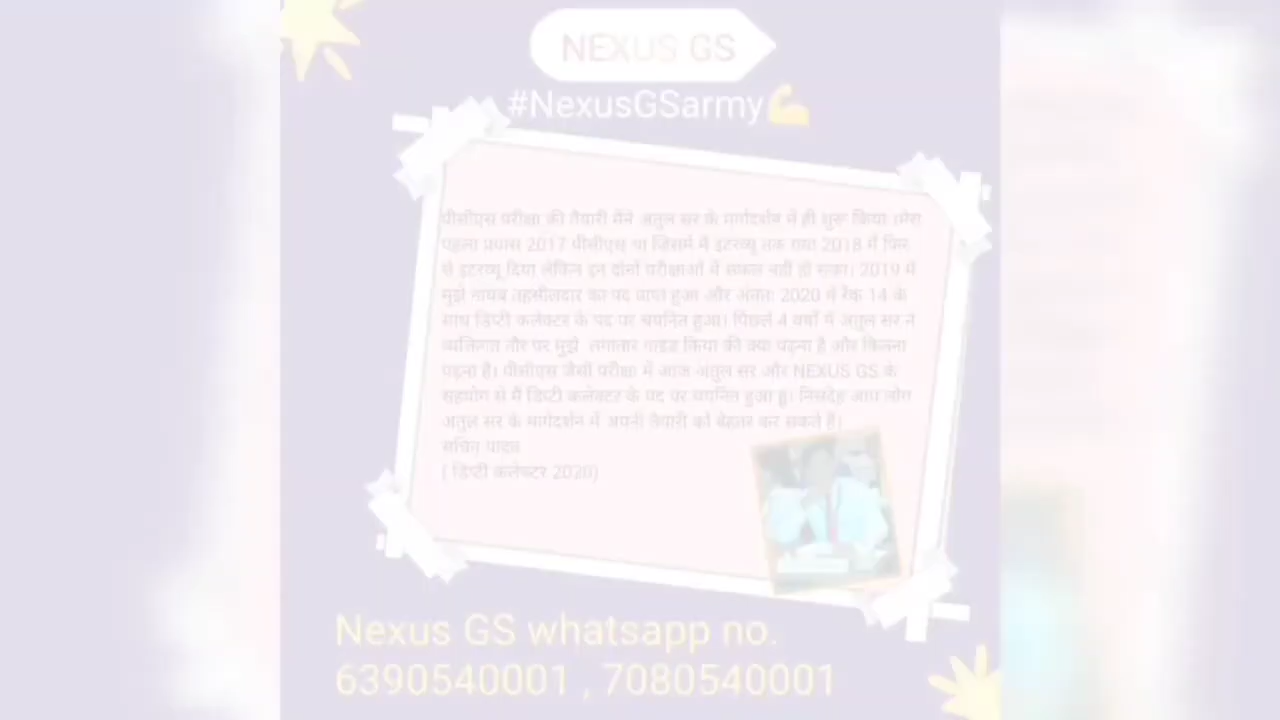 NEXUS GS
#NexusGSarmy💪
पीसीएस परीक्षा की तैयारी मैंने अतुल सर के मार्गदर्शन में ही शुरू किया ।मेरा
पहला प्रयास 2017 पीसीएस था जिसमें मैं इंटरव्यू तक गया 2018 में फिर
से इंटरव्यू दिया लेकिन इन दोनों परीक्षाओं में सफल नहीं हो सका। 2019 में
मुझे नायब तहसीलदार का पद प्राप्त हुआ और अंततः 2020 में रैंक 14 के
साथ डिप्टी कलेक्टर के पद पर चयनित हुआ। पिछले 4 वर्षों में अतुल सर ने
व्यक्तिगत तौर पर मुझे लगातार गाइड किया की क्या पढ़ना है और कितना
पढ़ना है। पीसीएस जैसी परीक्षा में आज अतुल सर और NEXUS GS के
सहयोग से मैं डिप्टी कलेक्टर के पद पर चयनित हुआ हूं। निसंदेह आप लोग
अतुल सर के मार्गदर्शन में अपनी तैयारी को बेहतर कर सकते हैं।
सचिन यादव
( डिप्टी कलेक्टर 2020)
Nexus GS whatsapp no.
6390540001 , 7080540001